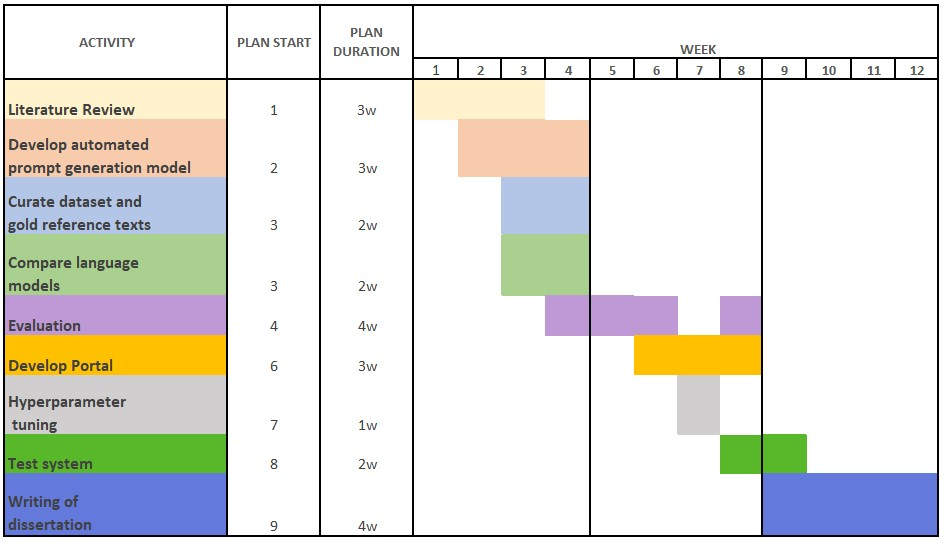 ACTIVITY PLAN START PLAN DURATION WEEK
1 2 3 4 5 6 7 8 9 10 11 12
Literature Review 1 3w
Develop automated
prompt generation model 2 3w
Curate dataset and
gold reference texts 3 2w
Compare language
models 3 2w
Evaluation 4 4w
Develop Portal 6 3w
Hyperparameter
tuning 7 1w
Test system 8 2w
Writing of
dissertation 9 4w